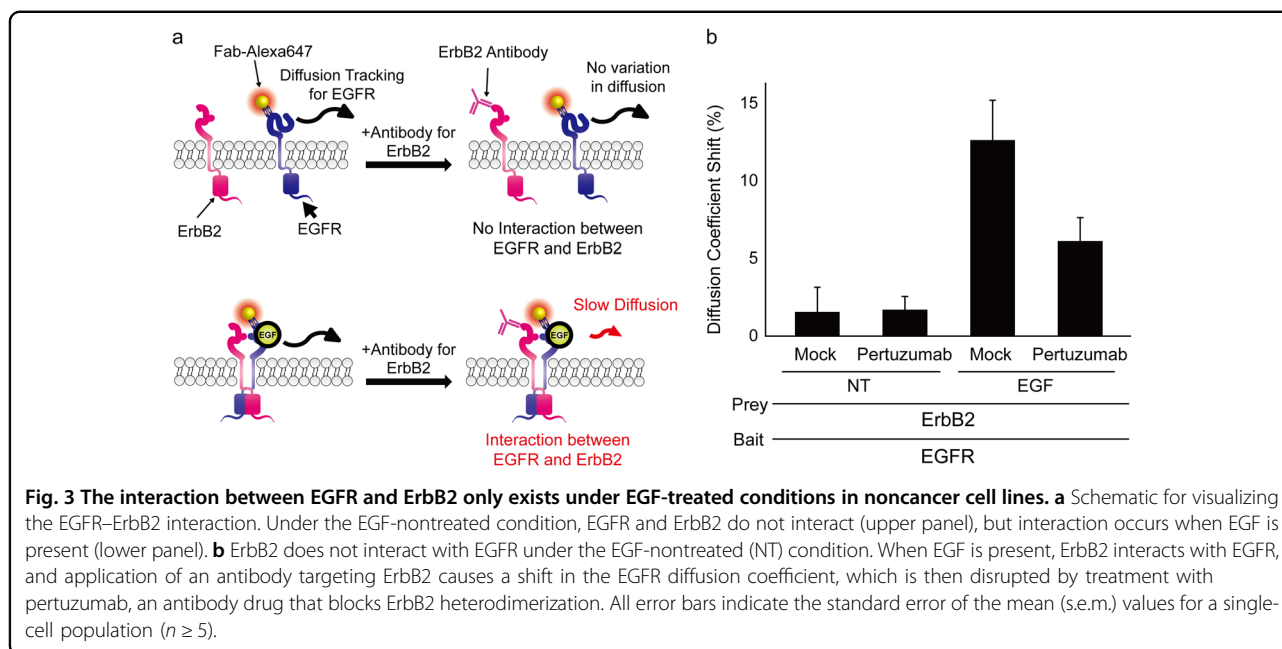 a
Fab-Alexa647
Diffusion Tracking
for EGFR
+Antibody for
ErbB2
ErbB2 Antibody
No variation
in diffusion
ErbB2
EGFR
No Interaction between
EGFR and ErbB2
EGF
+Antibody for
ErbB2
EGF
Slow Diffusion
Interaction between
EGFR and ErbB2
b
Diffusion Coefficient Shift (%)
15
10
5
0
Mock Pertuzumab Mock Pertuzumab
NT EGF
Prey
ErbB2
Bait
EGFR
Fig. 3 The interaction between EGFR and ErbB2 only exists under EGF-treated conditions in noncancer cell lines. a Schematic for visualizing
the EGFR–ErbB2 interaction. Under the EGF-nontreated condition, EGFR and ErbB2 do not interact (upper panel), but interaction occurs when EGF is
present (lower panel). b ErbB2 does not interact with EGFR under the EGF-nontreated (NT) condition. When EGF is present, ErbB2 interacts with EGFR,
and application of an antibody targeting ErbB2 causes a shift in the EGFR diffusion coefficient, which is then disrupted by treatment with
pertuzumab, an antibody drug that blocks ErbB2 heterodimerization. All error bars indicate the standard error of the mean (s.e.m.) values for a single-
cell population (n ≥ 5).